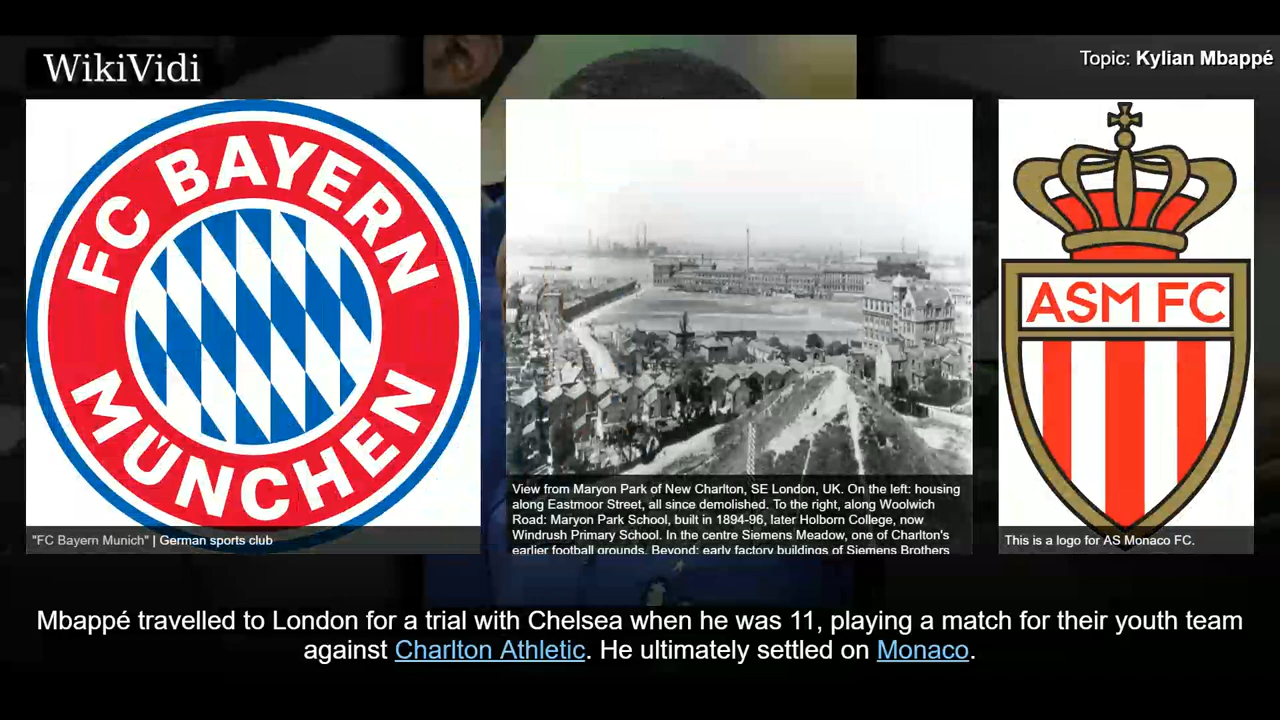 WikiVidi
Topic: Kylian Mbappé
FC BAYERN
MÜNCHEN
"FC Bayern Munich" | German sports club
View from Maryon Park of New Charlton, SE London, UK. On the left: housing
along Eastmoor Street, all since demolished. To the right, along Woolwich
Road: Maryon Park School, built in 1894-96, later Holborn College, now
Windrush Primary School. In the centre Siemens Meadow, one of Charlton's
earlier football grounds. Beyond: early factory buildings of Siemens Brothers
ASM FC
This is a logo for AS Monaco FC.
Mbappé travelled to London for a trial with Chelsea when he was 11, playing a match for their youth team
against Charlton Athletic. He ultimately settled on Monaco.